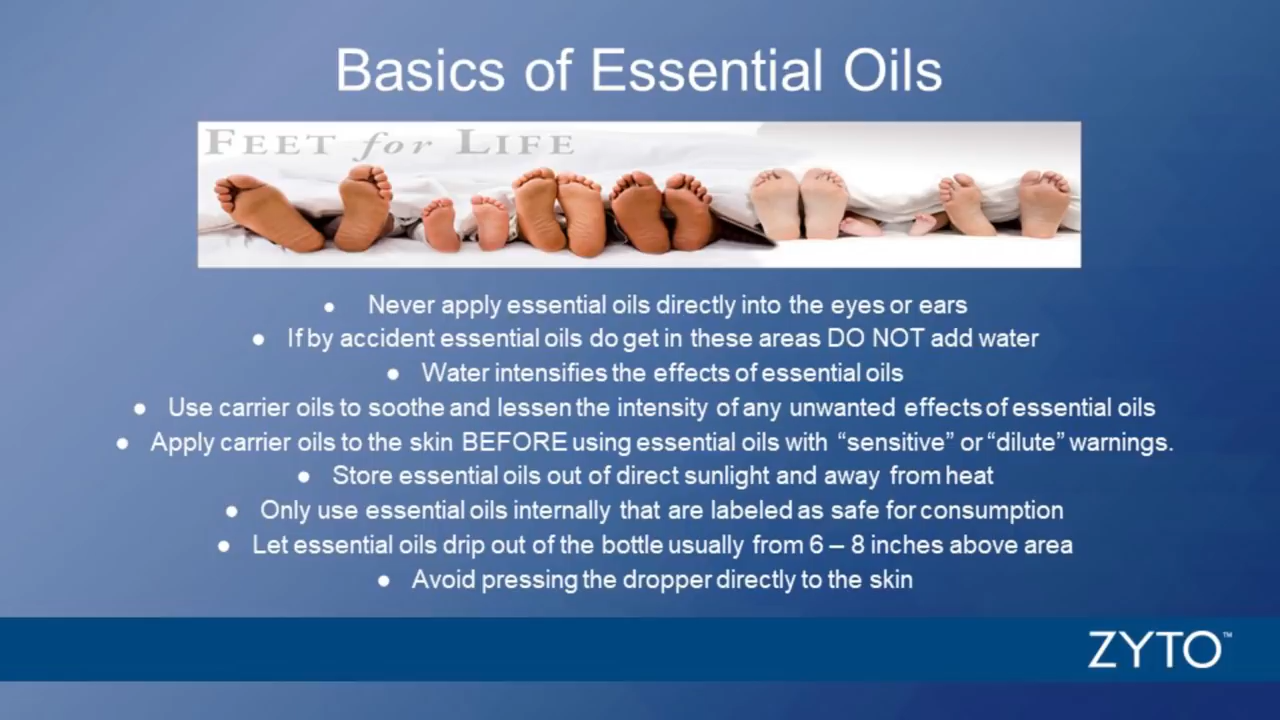 Basics of Essential Oils
FEET for LIFE
● Never apply essential oils directly into the eyes or ears
● If by accident essential oils do get in these areas DO NOT add water
● Water intensifies the effects of essential oils
● Use carrier oils to soothe and lessen the intensity of any unwanted effects of essential oils
● Apply carrier oils to the skin BEFORE using essential oils with “sensitive” or “dilute” warnings.
● Store essential oils out of direct sunlight and away from heat
● Only use essential oils internally that are labeled as safe for consumption
● Let essential oils drip out of the bottle usually from 6 – 8 inches above area
● Avoid pressing the dropper directly to the skin
ZYTO™